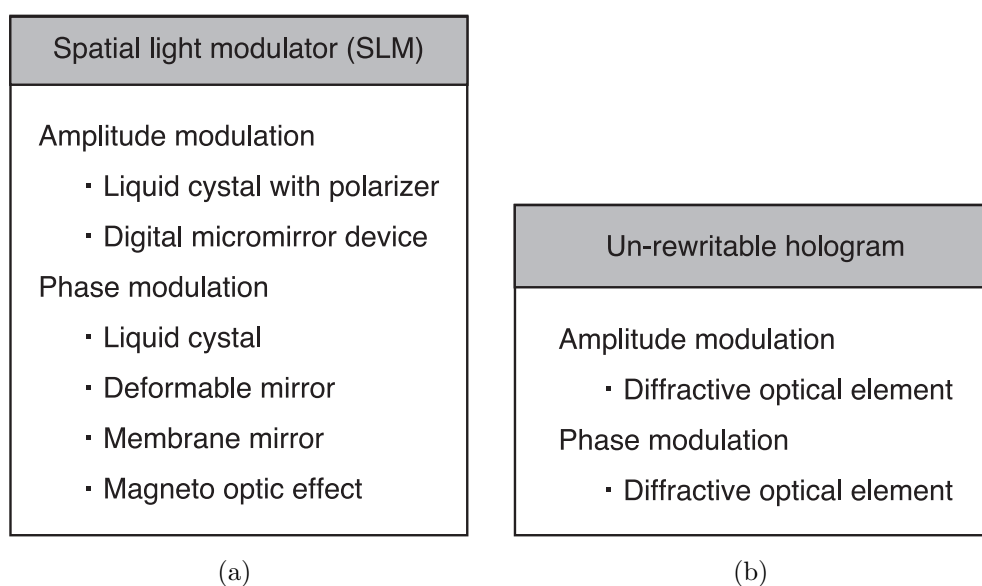 Spatial light modulator (SLM)
Amplitude modulation
· Liquid cystal with polarizer
· Digital micromirror device
Phase modulation
· Liquid cystal
· Deformable mirror
· Membrane mirror
· Magneto optic effect
(a)
Un-rewritable hologram
Amplitude modulation
· Diffractive optical element
Phase modulation
· Diffractive optical element
(b)